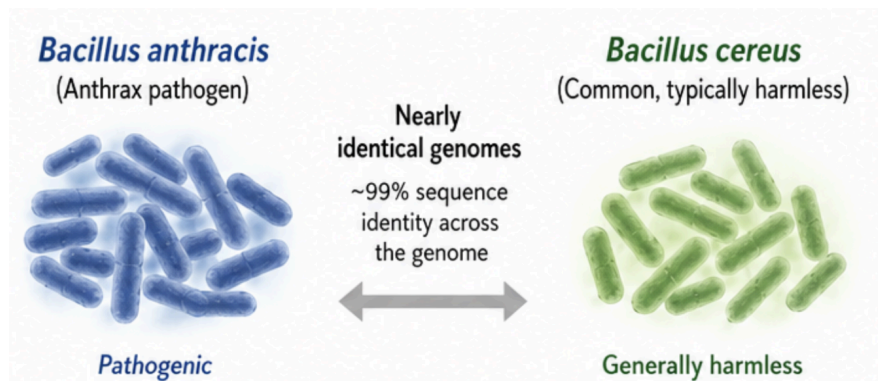 Bacillus anthracis
(Anthrax pathogen)
Bacillus cereus
(Common, typically harmless)
Nearly
identical genomes
~99% sequence
identity across
the genome
Pathogenic
Generally harmless